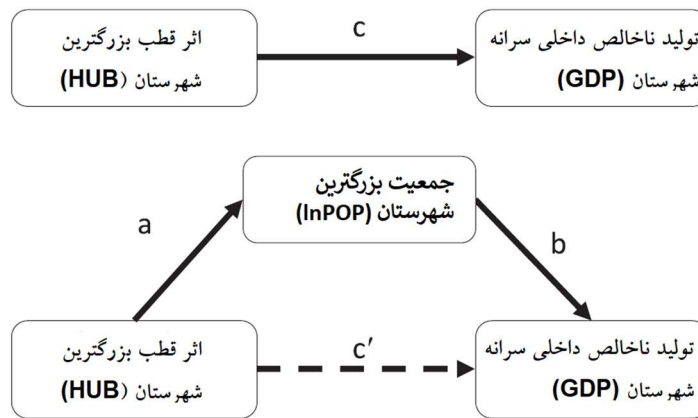 اثر قطب بزرگترین
شهرستان (HUB)
c
تولید ناخالص داخلی سرانه
شهرستان (GDP)
جمعیت بزرگترین
شهرستان (lnPOP)
a
b
اثر قطب بزرگترین
شهرستان (HUB)
c′
تولید ناخالص داخلی سرانه
شهرستان (GDP)